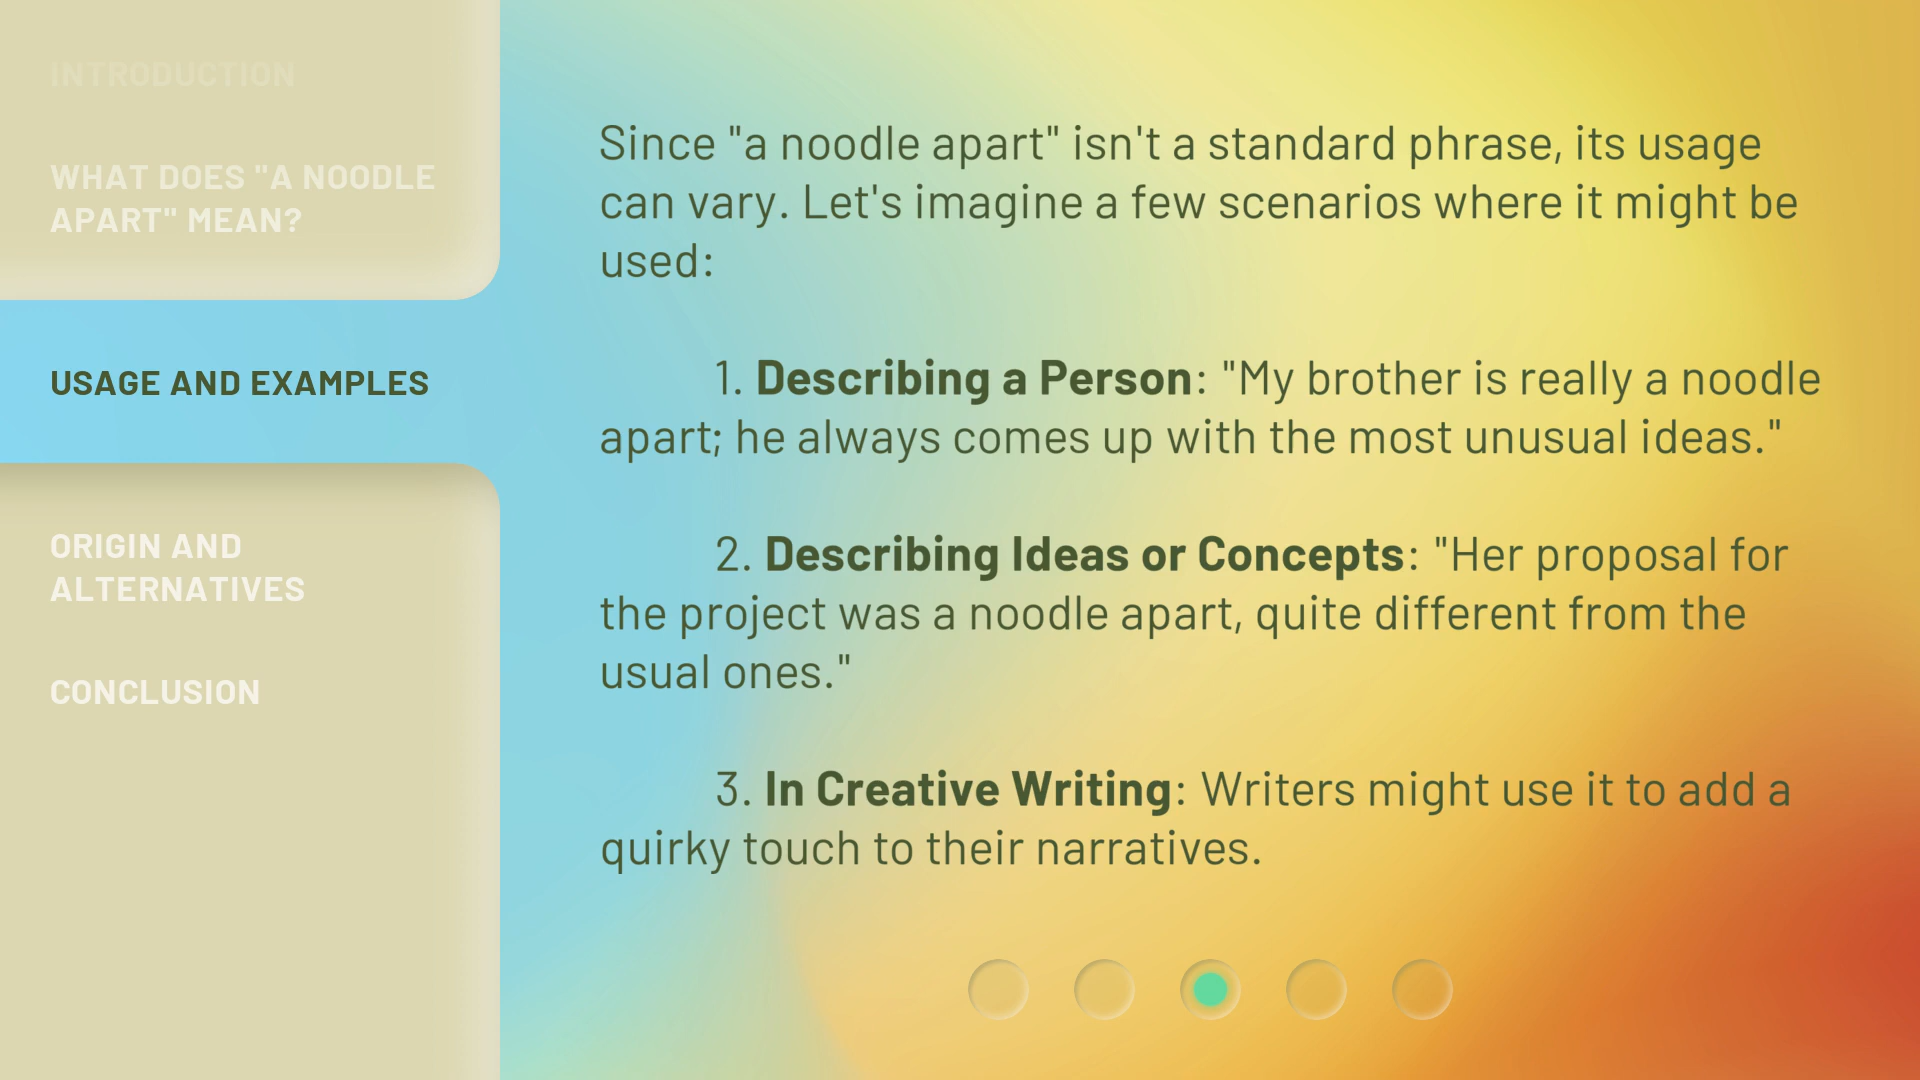 INTRODUCTION
WHAT DOES "A NOODLE
APART" MEAN?
USAGE AND EXAMPLES
ORIGIN AND
ALTERNATIVES
CONCLUSION
Since "a noodle apart" isn't a standard phrase, its usage
can vary. Let's imagine a few scenarios where it might be
used:
1. Describing a Person: "My brother is really a noodle
apart; he always comes up with the most unusual ideas."
2. Describing Ideas or Concepts: "Her proposal for
the project was a noodle apart, quite different from the
usual ones."
3. In Creative Writing: Writers might use it to add a
quirky touch to their narratives.